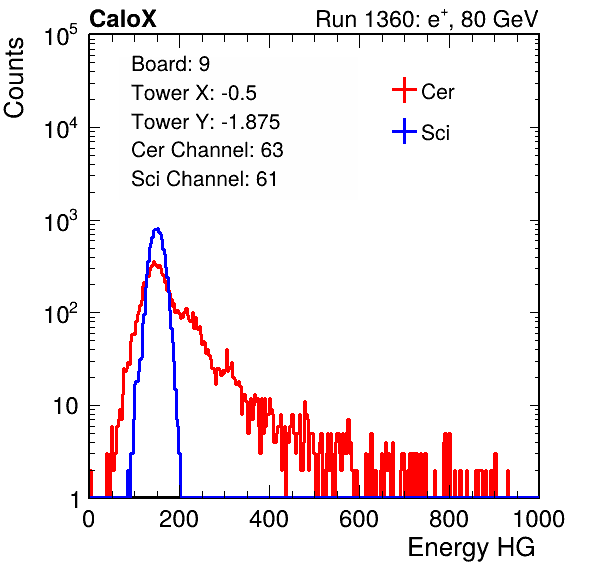 CaloX Run 1360: e⁺, 80 GeV
Counts
Board: 9
Tower X: -0.5
Tower Y: -1.875
Cer Channel: 63
Sci Channel: 61
Cer
Sci
10⁵
10⁴
10³
10²
10
1
0 200 400 600 800 1000
Energy HG